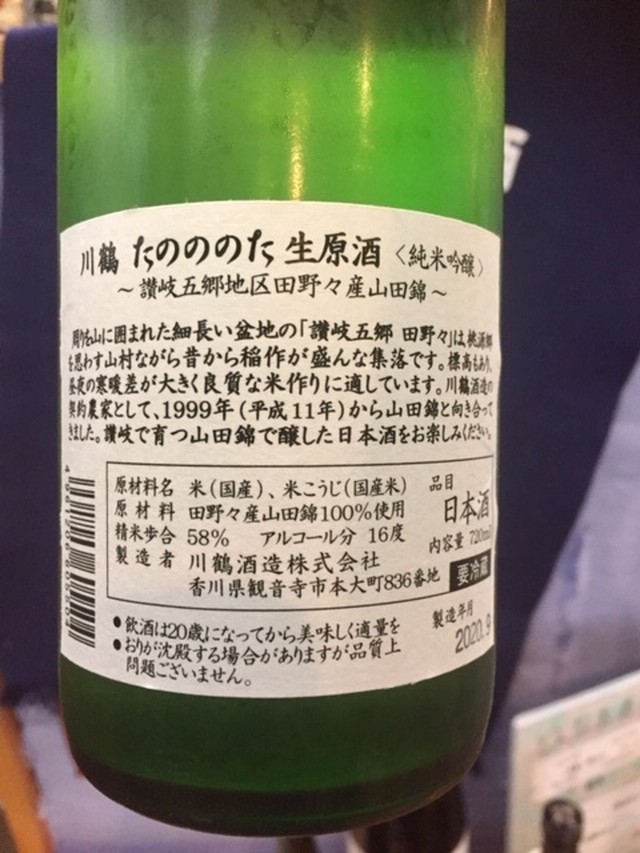 川鶴 たのののた 生原酒〈純米吟醸〉
～讃岐五郷地区田野々産山田錦～
周りを山に囲まれた細長い盆地の「讃岐五郷 田野々」は、桃源郷
を思わす山村ながら昔から稲作が盛んな集落です。標高もあり、
昼夜の寒暖差が大きく良質な米作りに適しています。川鶴酒造の
契約農家として、1999年(平成11年)から山田錦と向き合って
きました。讃岐で育つ山田錦で醸した日本酒をお楽しみください。
原材料名 米(国産)、米こうじ(国産米)
原料米 田野々産山田錦100%使用
精米歩合 58% アルコール分 16度
製造者 川鶴酒造株式会社
香川県観音寺市本大町836番地
品目
日本酒
内容量 720ml
要冷蔵
製造年月
2020.9
●飲酒は20歳になってから美味しく適量を
●おりが沈殿する場合がありますが品質上
問題ございません。